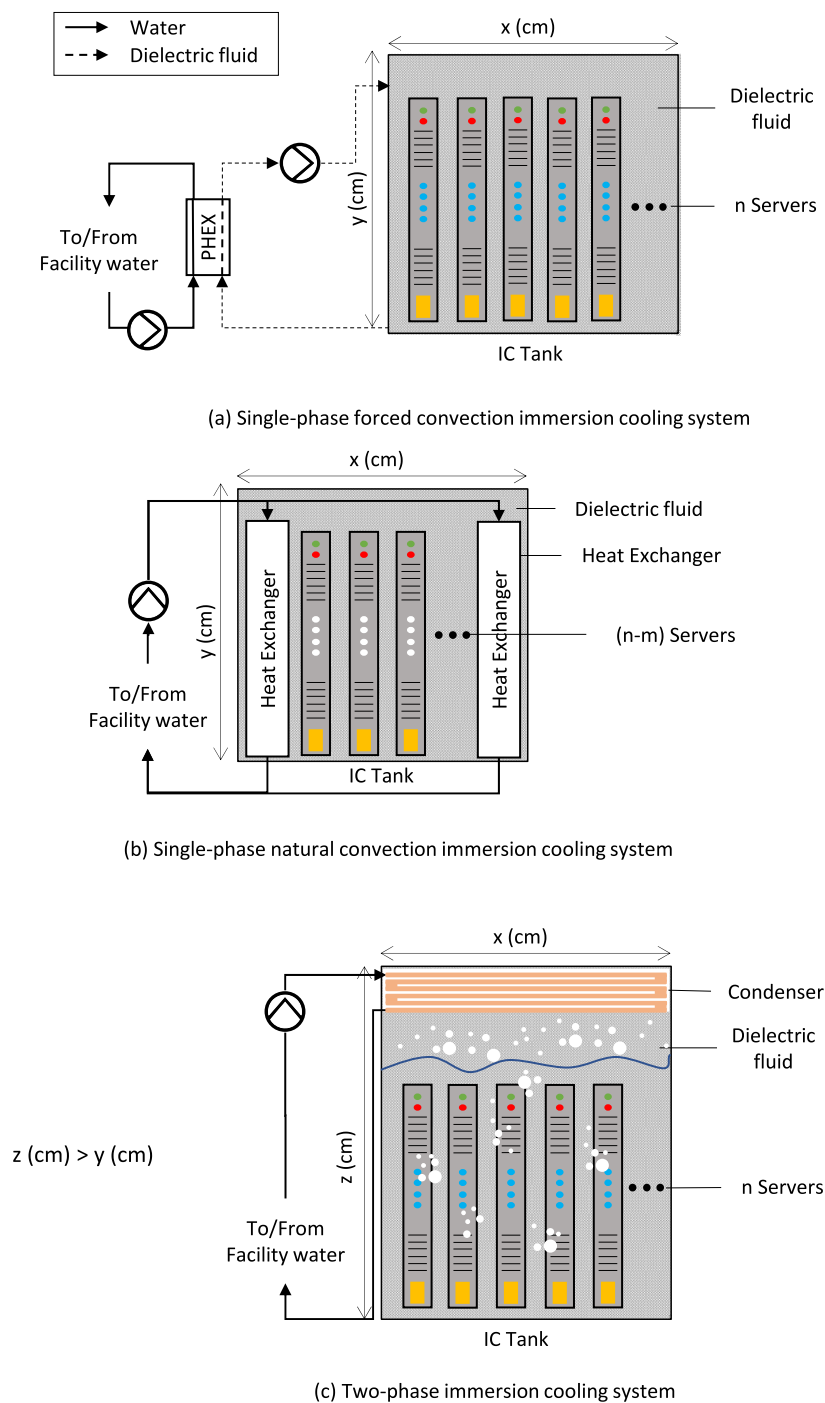 Water
Dielectric fluid
x (cm)
y (cm)
Dielectric
fluid
n Servers
To/From
Facility water
PHEX
IC Tank
(a) Single-phase forced convection immersion cooling system
x (cm)
y (cm)
Dielectric fluid
Heat Exchanger
Heat Exchanger
Heat Exchanger
(n-m) Servers
To/From
Facility water
IC Tank
(b) Single-phase natural convection immersion cooling system
x (cm)
Condenser
Dielectric
fluid
z (cm) > y (cm)
z (cm)
n Servers
To/From
Facility water
IC Tank
(c) Two-phase immersion cooling system